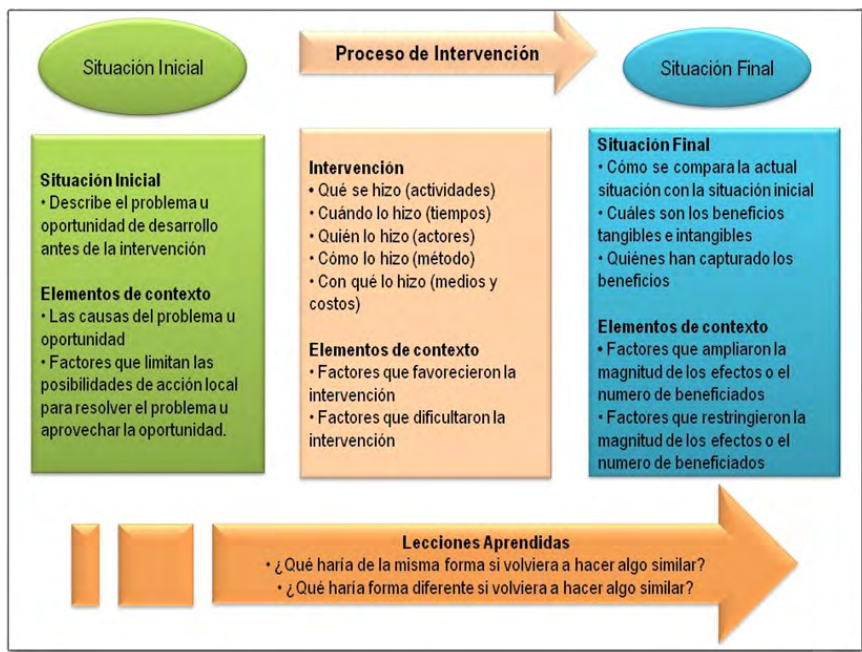 Situación Inicial
Proceso de Intervención
Situación Final
Situación Inicial
• Describe el problema u
oportunidad de desarrollo
antes de la intervención
Elementos de contexto
• Las causas del problema u
oportunidad
• Factores que limitan las
posibilidades de acción local
para resolver el problema u
aprovechar la oportunidad.
Intervención
• Qué se hizo (actividades)
• Cuándo lo hizo (tiempos)
• Quién lo hizo (actores)
• Cómo lo hizo (método)
• Con qué lo hizo (medios y
costos)
Elementos de contexto
• Factores que favorecieron la
intervención
• Factores que dificultaron la
intervención
Situación Final
• Cómo se compara la actual
situación con la situación inicial
• Cuáles son los beneficios
tangibles e intangibles
• Quiénes han capturado los
beneficios
Elementos de contexto
• Factores que ampliaron la
magnitud de los efectos o el
numero de beneficiados
• Factores que restringieron la
magnitud de los efectos o el
numero de beneficiados
Lecciones Aprendidas
• ¿Qué haría de la misma forma si volviera a hacer algo similar?
• ¿Qué haría forma diferente si volviera a hacer algo similar?